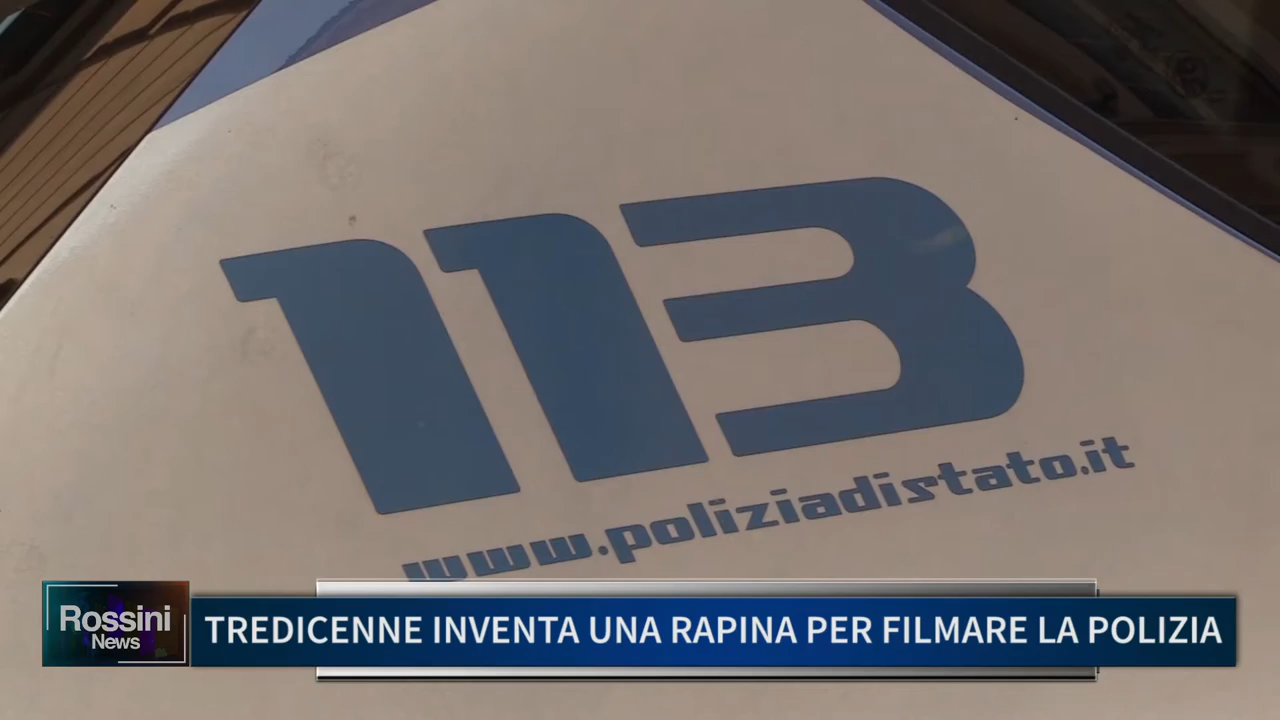 113
www.poliziadistato.it
Rossini
News
TREDICENNE INVENTA UNA RAPINA PER FILMARE LA POLIZIA